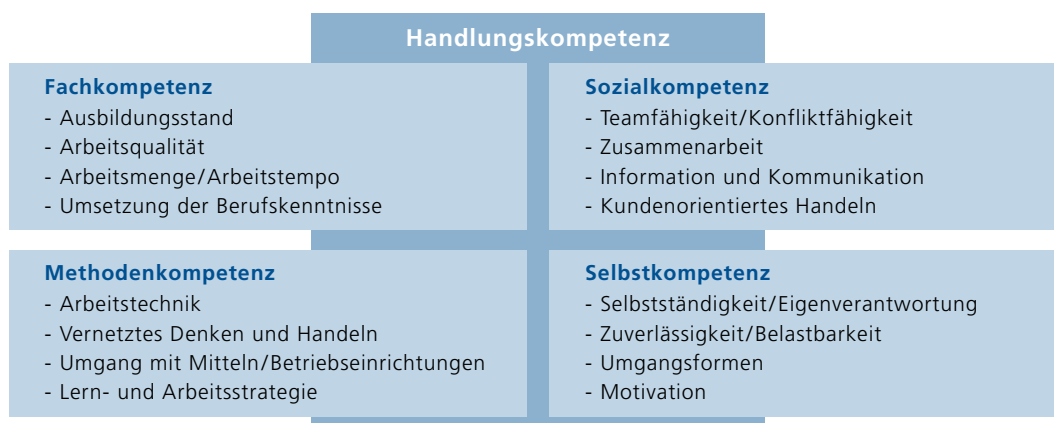 Handlungskompetenz
Fachkompetenz
- Ausbildungsstand
- Arbeitsqualität
- Arbeitsmenge/Arbeitstempo
- Umsetzung der Berufskenntnisse
Sozialkompetenz
- Teamfähigkeit/Konfliktfähigkeit
- Zusammenarbeit
- Information und Kommunikation
- Kundenorientiertes Handeln
Methodenkompetenz
- Arbeitstechnik
- Vernetztes Denken und Handeln
- Umgang mit Mitteln/Betriebseinrichtungen
- Lern- und Arbeitsstrategie
Selbstkompetenz
- Selbstständigkeit/Eigenverantwortung
- Zuverlässigkeit/Belastbarkeit
- Umgangsformen
- Motivation